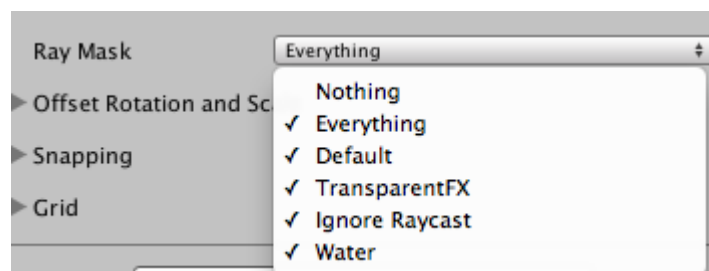 Ray Mask Everything
Nothing
Offset Rotation and Sc
Everything
Snapping
Default
TransparentFX
Grid
Ignore Raycast
Water